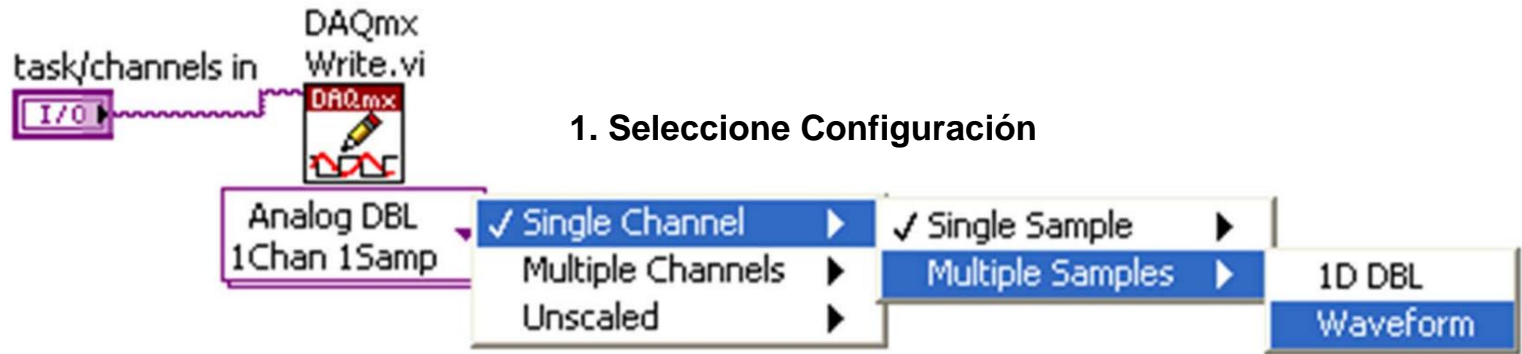 DAQmx
Write.vi
task/channels in
I/O
DAQmx
1. Seleccione Configuración
Analog DBL
1Chan 1Samp
✓ Single Channel
Multiple Channels
Unscaled
✓ Single Sample
Multiple Samples
1D DBL
Waveform